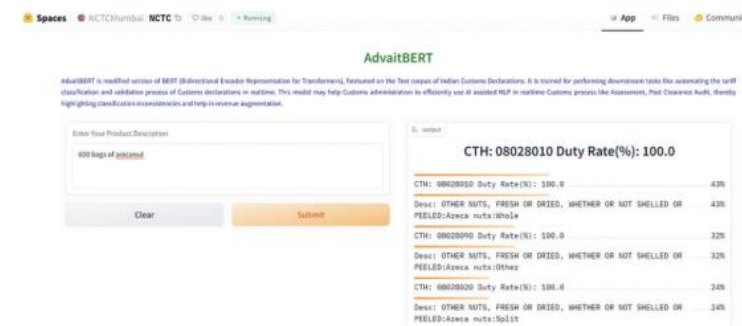 Spaces NCTCMumbai NCTC like 0 Running App Files Communi
AdvaitBERT
AdvaitBERT is modified version of BERT (Bidirectional Encoder Representation for Transformers), finetuned on the Text corpus of Indian Customs Declarations. It is trained for performing downstream tasks like automating the tariff
classification and validation process of Customs declarations in realtime. This model may help Customs administration to efficiently use AI assisted NLP in realtime Customs process like Assessment, Post Clearance Audit, thereby
highlighting classification inconsistencies and help in revenue augmentation.
Enter Your Product Description
600 bags of arecanut
Clear
Submit
output
CTH: 08028010 Duty Rate(%): 100.0
CTH: 08028010 Duty Rate(%): 100.0 43%
Desc: OTHER NUTS, FRESH OR DRIED, WHETHER OR NOT SHELLED OR 43%
PEELED:Areca nuts:Whole
CTH: 08028090 Duty Rate(%): 100.0 32%
Desc: OTHER NUTS, FRESH OR DRIED, WHETHER OR NOT SHELLED OR 32%
PEELED:Areca nuts:Other
CTH: 08028020 Duty Rate(%): 100.0 24%
Desc: OTHER NUTS, FRESH OR DRIED, WHETHER OR NOT SHELLED OR 24%
PEELED:Areca nuts:Split